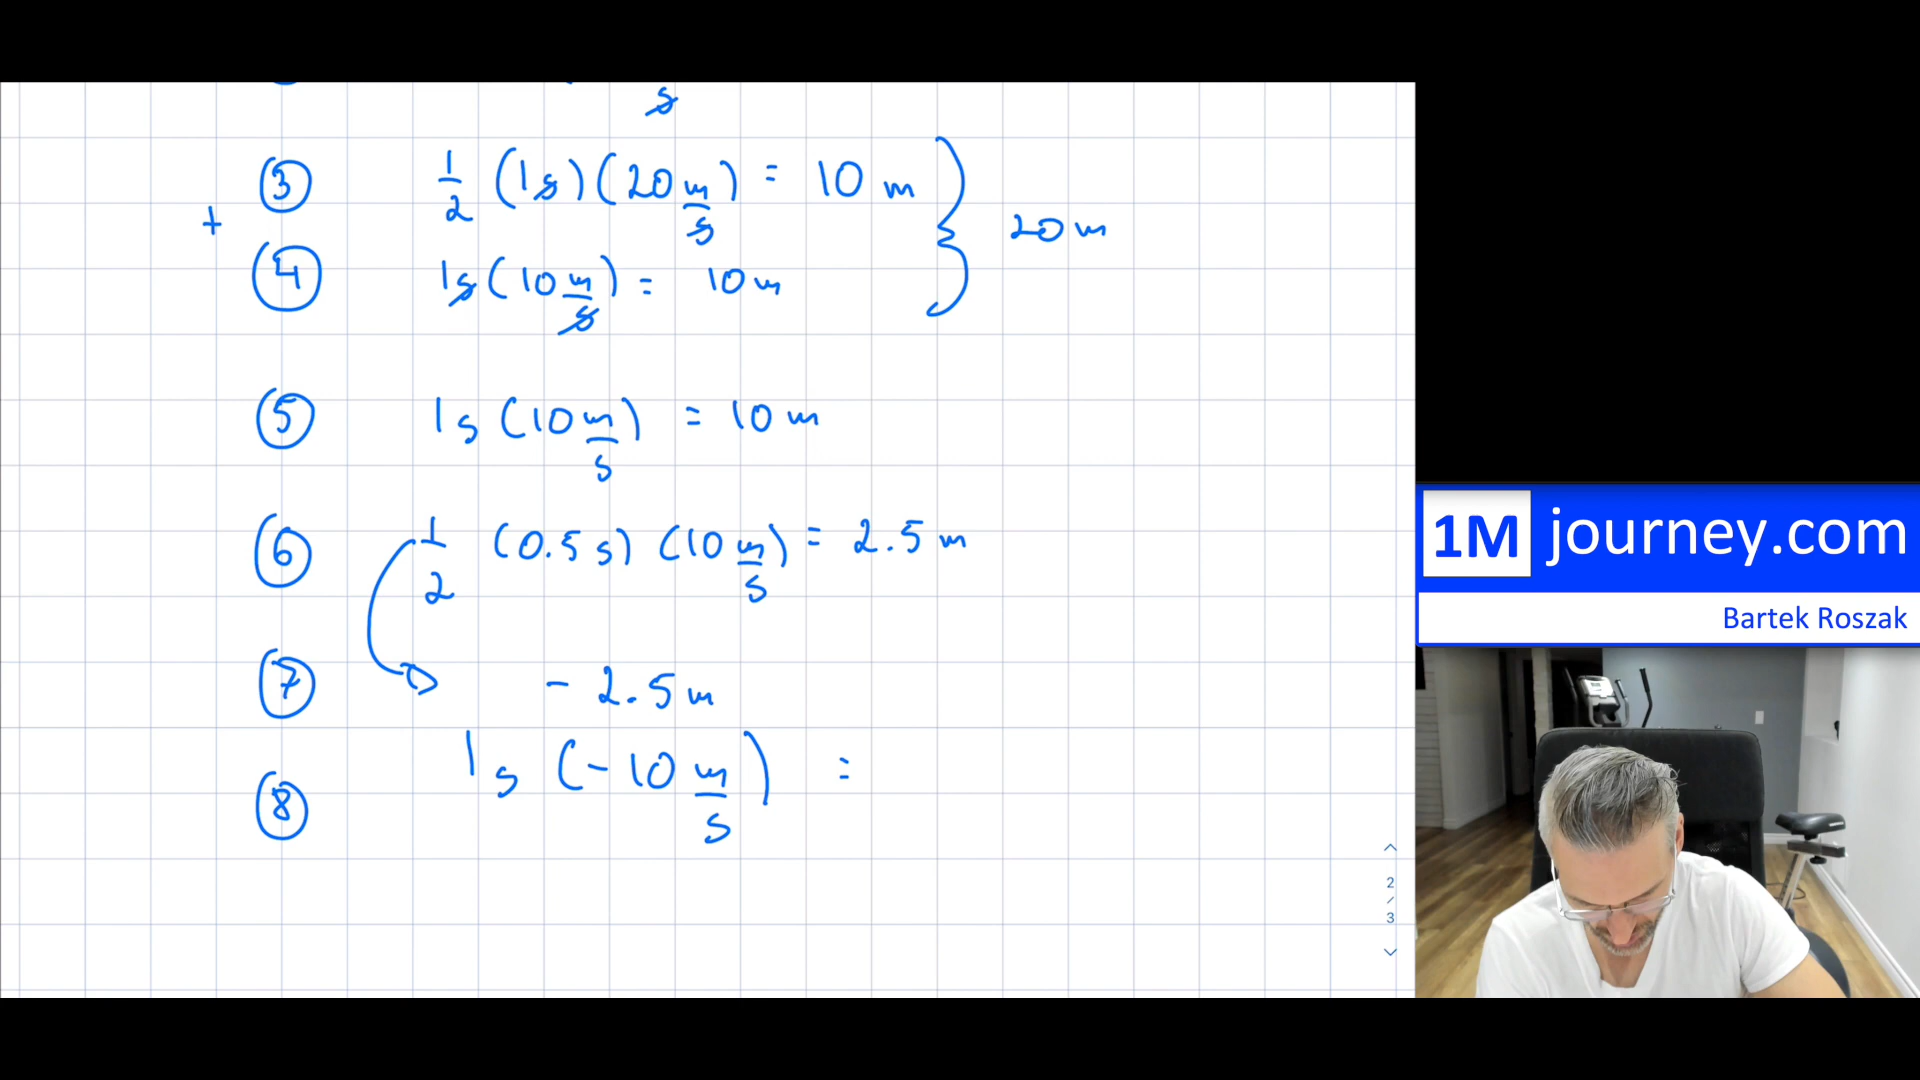 s
③ 1/2 (1s)(20 m/s) = 10 m
+ 20 m
④ 1s(10 m/s) = 10 m
⑤ 1s (10 m/s) = 10 m
⑥ 1/2 (0.5 s) (10 m/s) = 2.5 m
⑦ - 2.5 m
⑧ 1s (-10 m/s) =
2
/
3
1M journey.com
Bartek Roszak